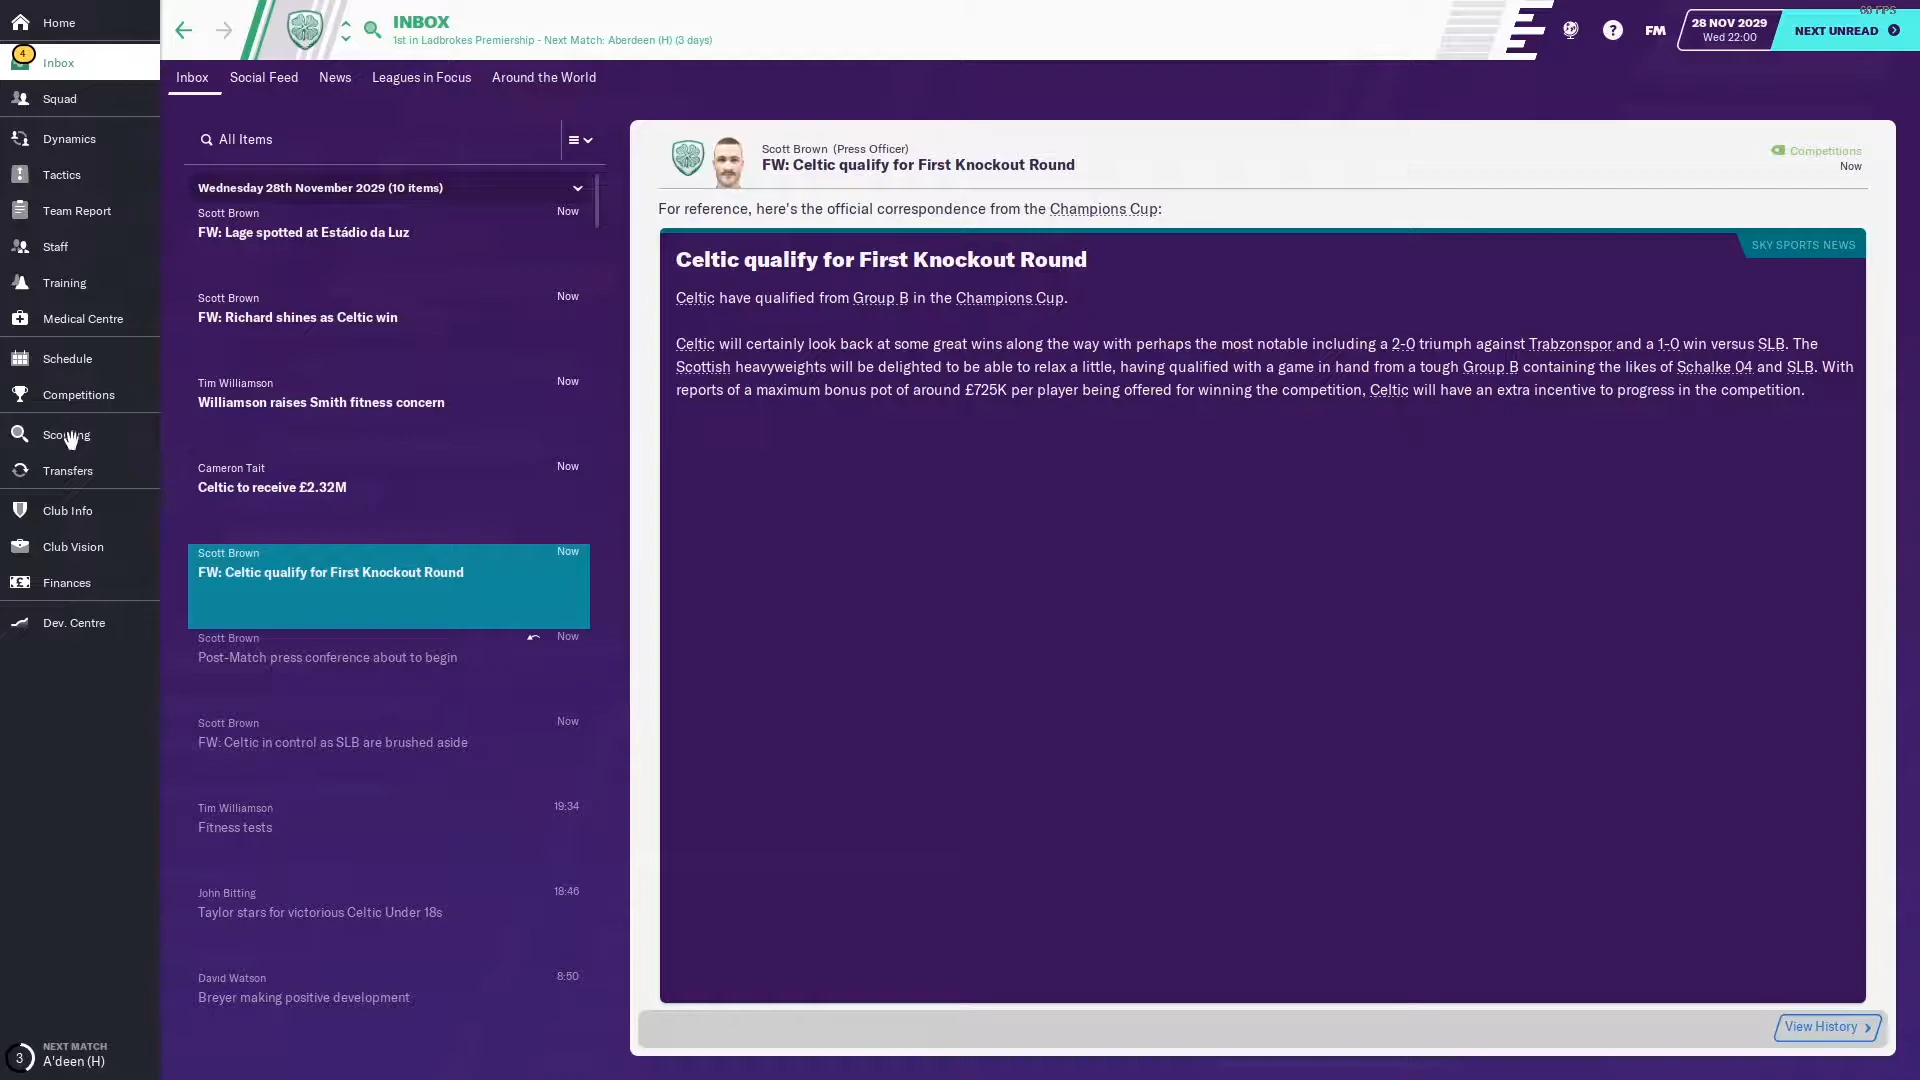 Home
4
Inbox
Squad
Dynamics
Tactics
Team Report
Staff
Training
Medical Centre
Schedule
Competitions
Scouting
Transfers
Club Info
Club Vision
Finances
Dev. Centre
3
NEXT MATCH
A'deen (H)
INBOX
1st in Ladbrokes Premiership - Next Match: Aberdeen (H) (3 days)
?
FM
28 NOV 2029
Wed 22:00
60 FPS
NEXT UNREAD
Inbox
Social Feed
News
Leagues in Focus
Around the World
All Items
Wednesday 28th November 2029 (10 items)
Scott Brown
Now
FW: Lage spotted at Estádio da Luz
Scott Brown
Now
FW: Richard shines as Celtic win
Tim Williamson
Now
Williamson raises Smith fitness concern
Cameron Tait
Now
Celtic to receive £2.32M
Scott Brown
Now
FW: Celtic qualify for First Knockout Round
Scott Brown
Now
Post-Match press conference about to begin
Scott Brown
Now
FW: Celtic in control as SLB are brushed aside
Tim Williamson
19:34
Fitness tests
John Bitting
18:46
Taylor stars for victorious Celtic Under 18s
David Watson
8:50
Breyer making positive development
Scott Brown (Press Officer)
FW: Celtic qualify for First Knockout Round
Competitions
Now
For reference, here's the official correspondence from the Champions Cup:
SKY SPORTS NEWS
Celtic qualify for First Knockout Round
Celtic have qualified from Group B in the Champions Cup.
Celtic will certainly look back at some great wins along the way with perhaps the most notable including a 2-0 triumph against Trabzonspor and a 1-0 win versus SLB. The
Scottish heavyweights will be delighted to be able to relax a little, having qualified with a game in hand from a tough Group B containing the likes of Schalke 04 and SLB. With
reports of a maximum bonus pot of around £725K per player being offered for winning the competition, Celtic will have an extra incentive to progress in the competition.
View History